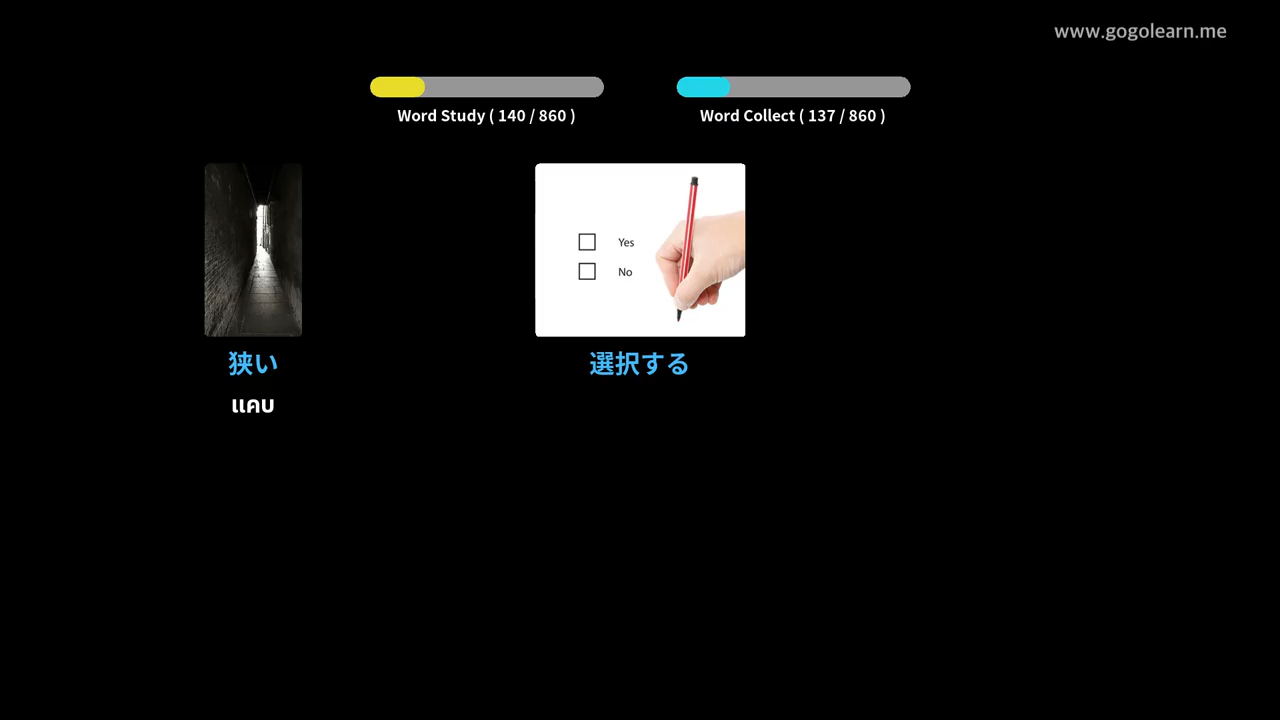 www.gogolearn.me
Word Study ( 140 / 860 )
Word Collect ( 137 / 860 )
Yes
No
狭い
選択する
แคบ